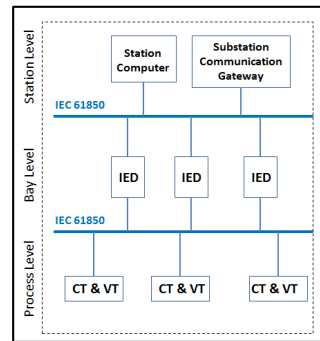 Station Level
Station
Computer
Substation
Communication
Gateway
IEC 61850
Bay Level
IED
IED
IED
IEC 61850
Process Level
CT & VT
CT & VT
CT & VT